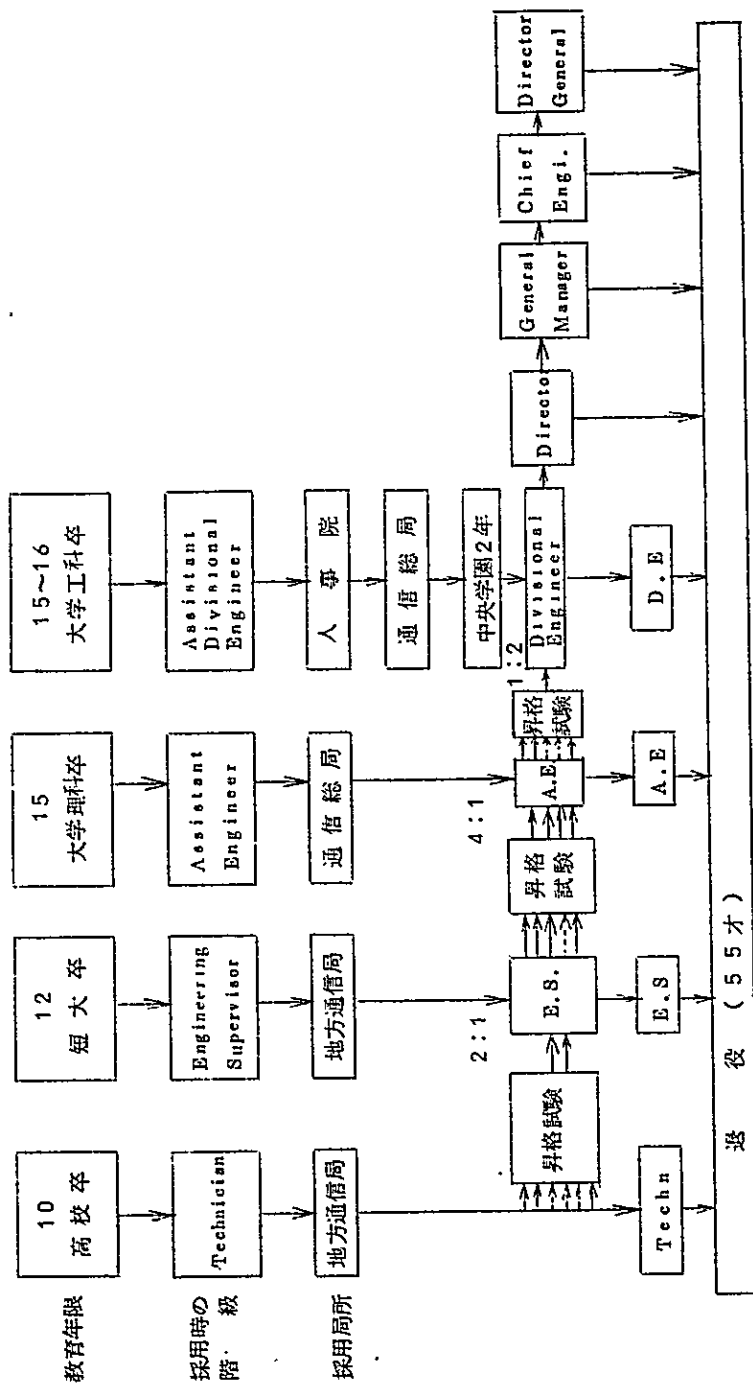 教育年限
10
高校卒
12
短大卒
15
大学理科卒
15～16
大学工科卒
採用時の
階・級
Technician
Engineering
Supervisor
Assistant
Engineer
Assistant
Divisional
Engineer
採用局所
地方通信局
地方通信局
通信総局
人事院
通信総局
中央学園2年
2:1
4:1
1:2
昇格試験
E.S.
昇格
試験
A.E
昇格
試験
Divisional
Engineer
Director
General
Manager
Chief
Engi.
Director
General
Techn
E.S
A.E
D.E
退役(55才)